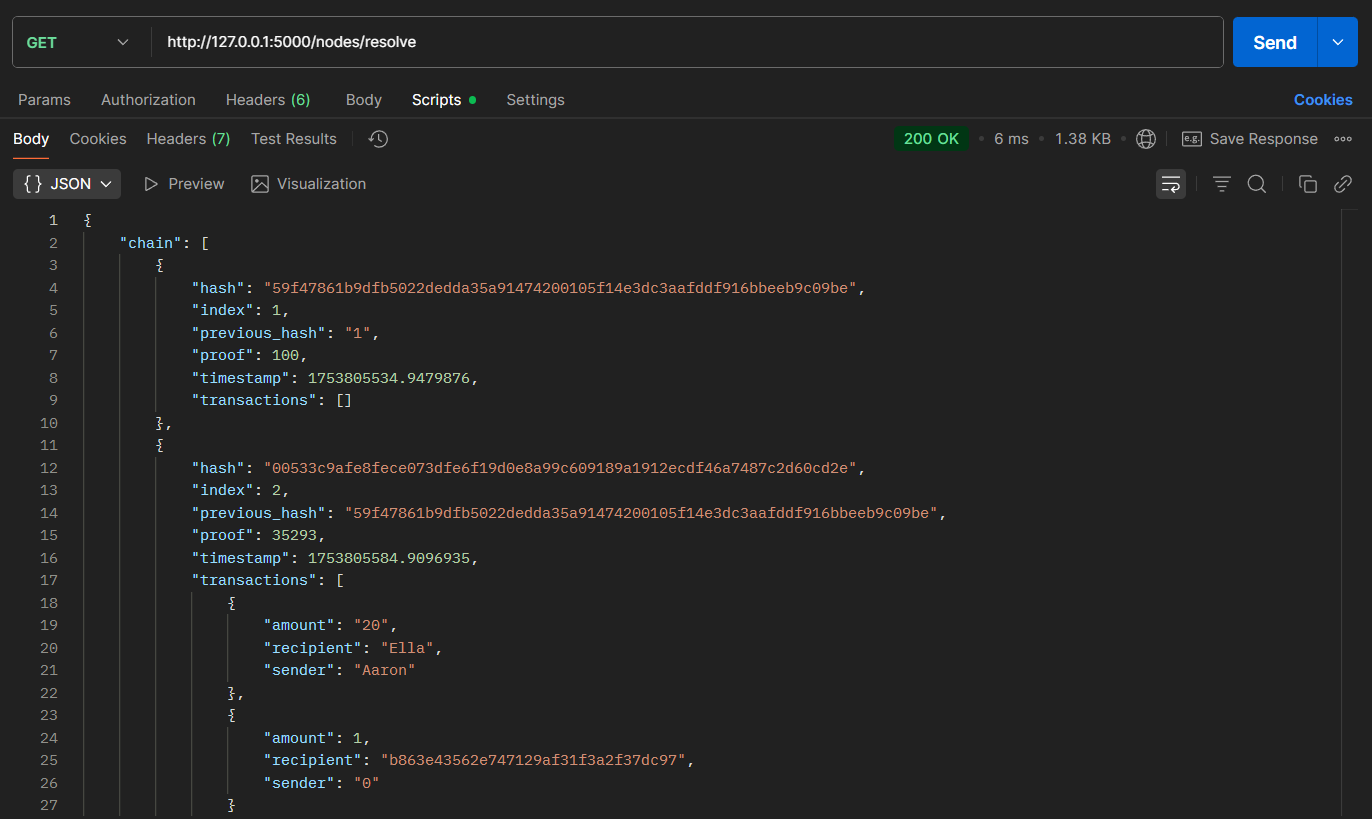 GET http://127.0.0.1:5000/nodes/resolve Send
Params Authorization Headers (6) Body Scripts Settings Cookies
Body Cookies Headers (7) Test Results 200 OK 6 ms 1.38 KB e.g. Save Response
{} JSON Preview Visualization
1 {
2 "chain": [
3 {
4 "hash": "59f47861b9dfb5022dedda35a91474200105f14e3dc3aafddf916bbeeb9c09be",
5 "index": 1,
6 "previous_hash": "1",
7 "proof": 100,
8 "timestamp": 1753805534.9479876,
9 "transactions": []
10 },
11 {
12 "hash": "00533c9afe8fece073dfe6f19d0e8a99c609189a1912ecdf46a7487c2d60cd2e",
13 "index": 2,
14 "previous_hash": "59f47861b9dfb5022dedda35a91474200105f14e3dc3aafddf916bbeeb9c09be",
15 "proof": 35293,
16 "timestamp": 1753805584.9096935,
17 "transactions": [
18 {
19 "amount": "20",
20 "recipient": "Ella",
21 "sender": "Aaron"
22 },
23 {
24 "amount": 1,
25 "recipient": "b863e43562e747129af31f3a2f37dc97",
26 "sender": "0"
27 }